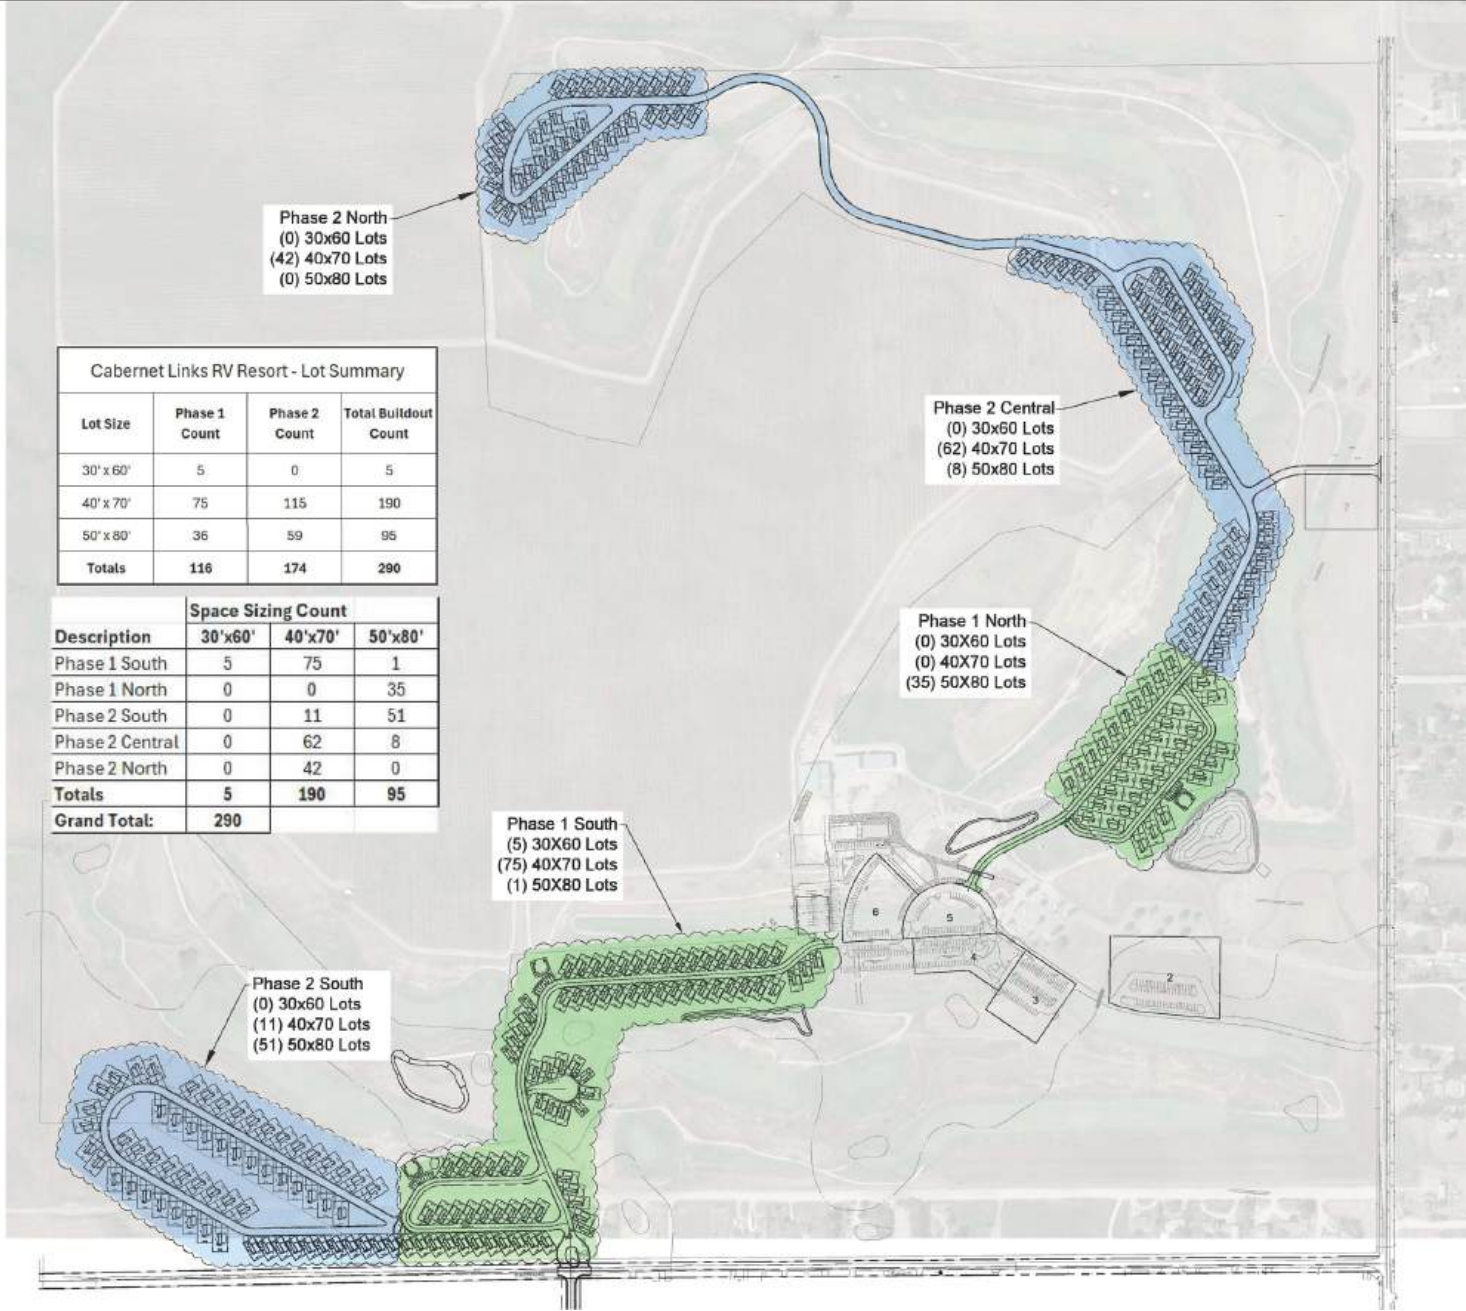 Phase 2 North
(0) 30x60 Lots
(42) 40x70 Lots
(0) 50x80 Lots
Cabernet Links RV Resort - Lot Summary
Lot Size Phase 1 Count Phase 2 Count Total Buildout Count
30' x 60' 5 0 5
40' x 70' 75 115 190
50' x 80' 36 59 95
Totals 116 174 290
Phase 2 Central
(0) 30x60 Lots
(62) 40x70 Lots
(8) 50x80 Lots
7
Space Sizing Count
Description 30'x60' 40'x70' 50'x80'
Phase 1 South 5 75 1
Phase 1 North 0 0 35
Phase 2 South 0 11 51
Phase 2 Central 0 62 8
Phase 2 North 0 42 0
Totals 5 190 95
Grand Total: 290
Phase 1 North
(0) 30X60 Lots
(0) 40X70 Lots
(35) 50X80 Lots
Phase 1 South
(5) 30X60 Lots
(75) 40X70 Lots
(1) 50X80 Lots
6
5
4
3
2
Phase 2 South
(0) 30x60 Lots
(11) 40x70 Lots
(51) 50x80 Lots